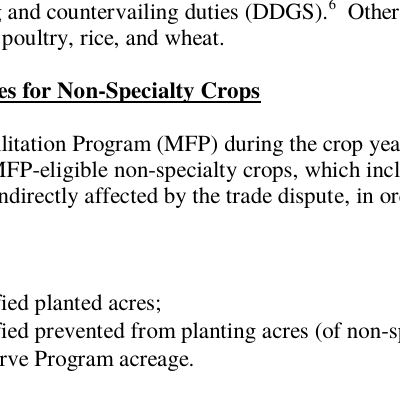 and countervailing duties (DDGS).6 Other
poultry, rice, and wheat.
es for Non-Specialty Crops
ilitation Program (MFP) during the crop yea
MFP-eligible non-specialty crops, which incl
ndirectly affected by the trade dispute, in or
fied planted acres;
fied prevented from planting acres (of non-sp
rve Program acreage.